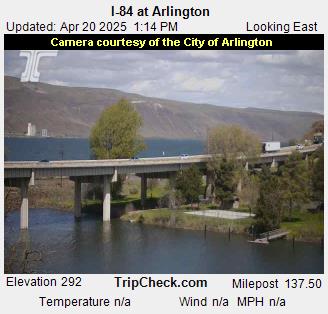 I-84 at Arlington
Updated: Apr 20 2025 1:14 PM Looking East
Camera courtesy of the City of Arlington
Elevation 292 TripCheck.com Milepost 137.50
Temperature n/a Wind n/a MPH n/a